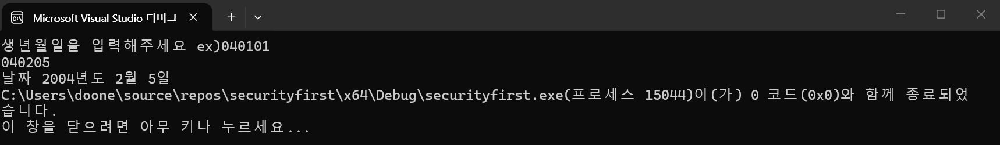 Microsoft Visual Studio 디버그
생년월일을 입력해주세요 ex)040101
040205
날짜 2004년도 2월 5일
C:\Users\doone\source\repos\securityfirst\x64\Debug\securityfirst.exe(프로세스 15044)이(가) 0 코드(0x0)와 함께 종료되었
습니다.
이 창을 닫으려면 아무 키나 누르세요...